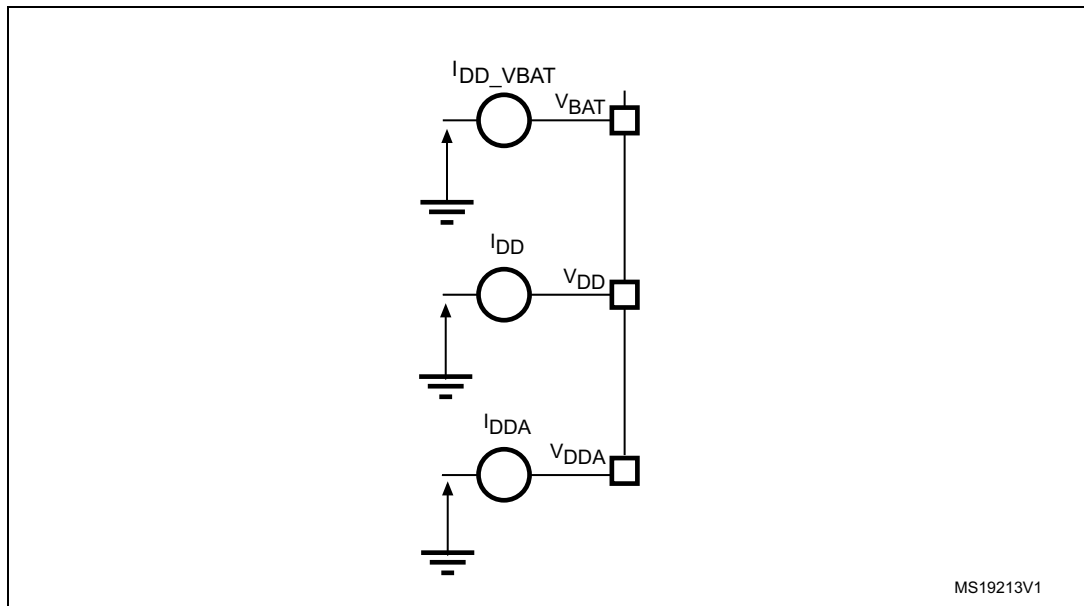 IDD_VBAT
VBAT
IDD
VDD
IDDA
VDDA
MS19213V1